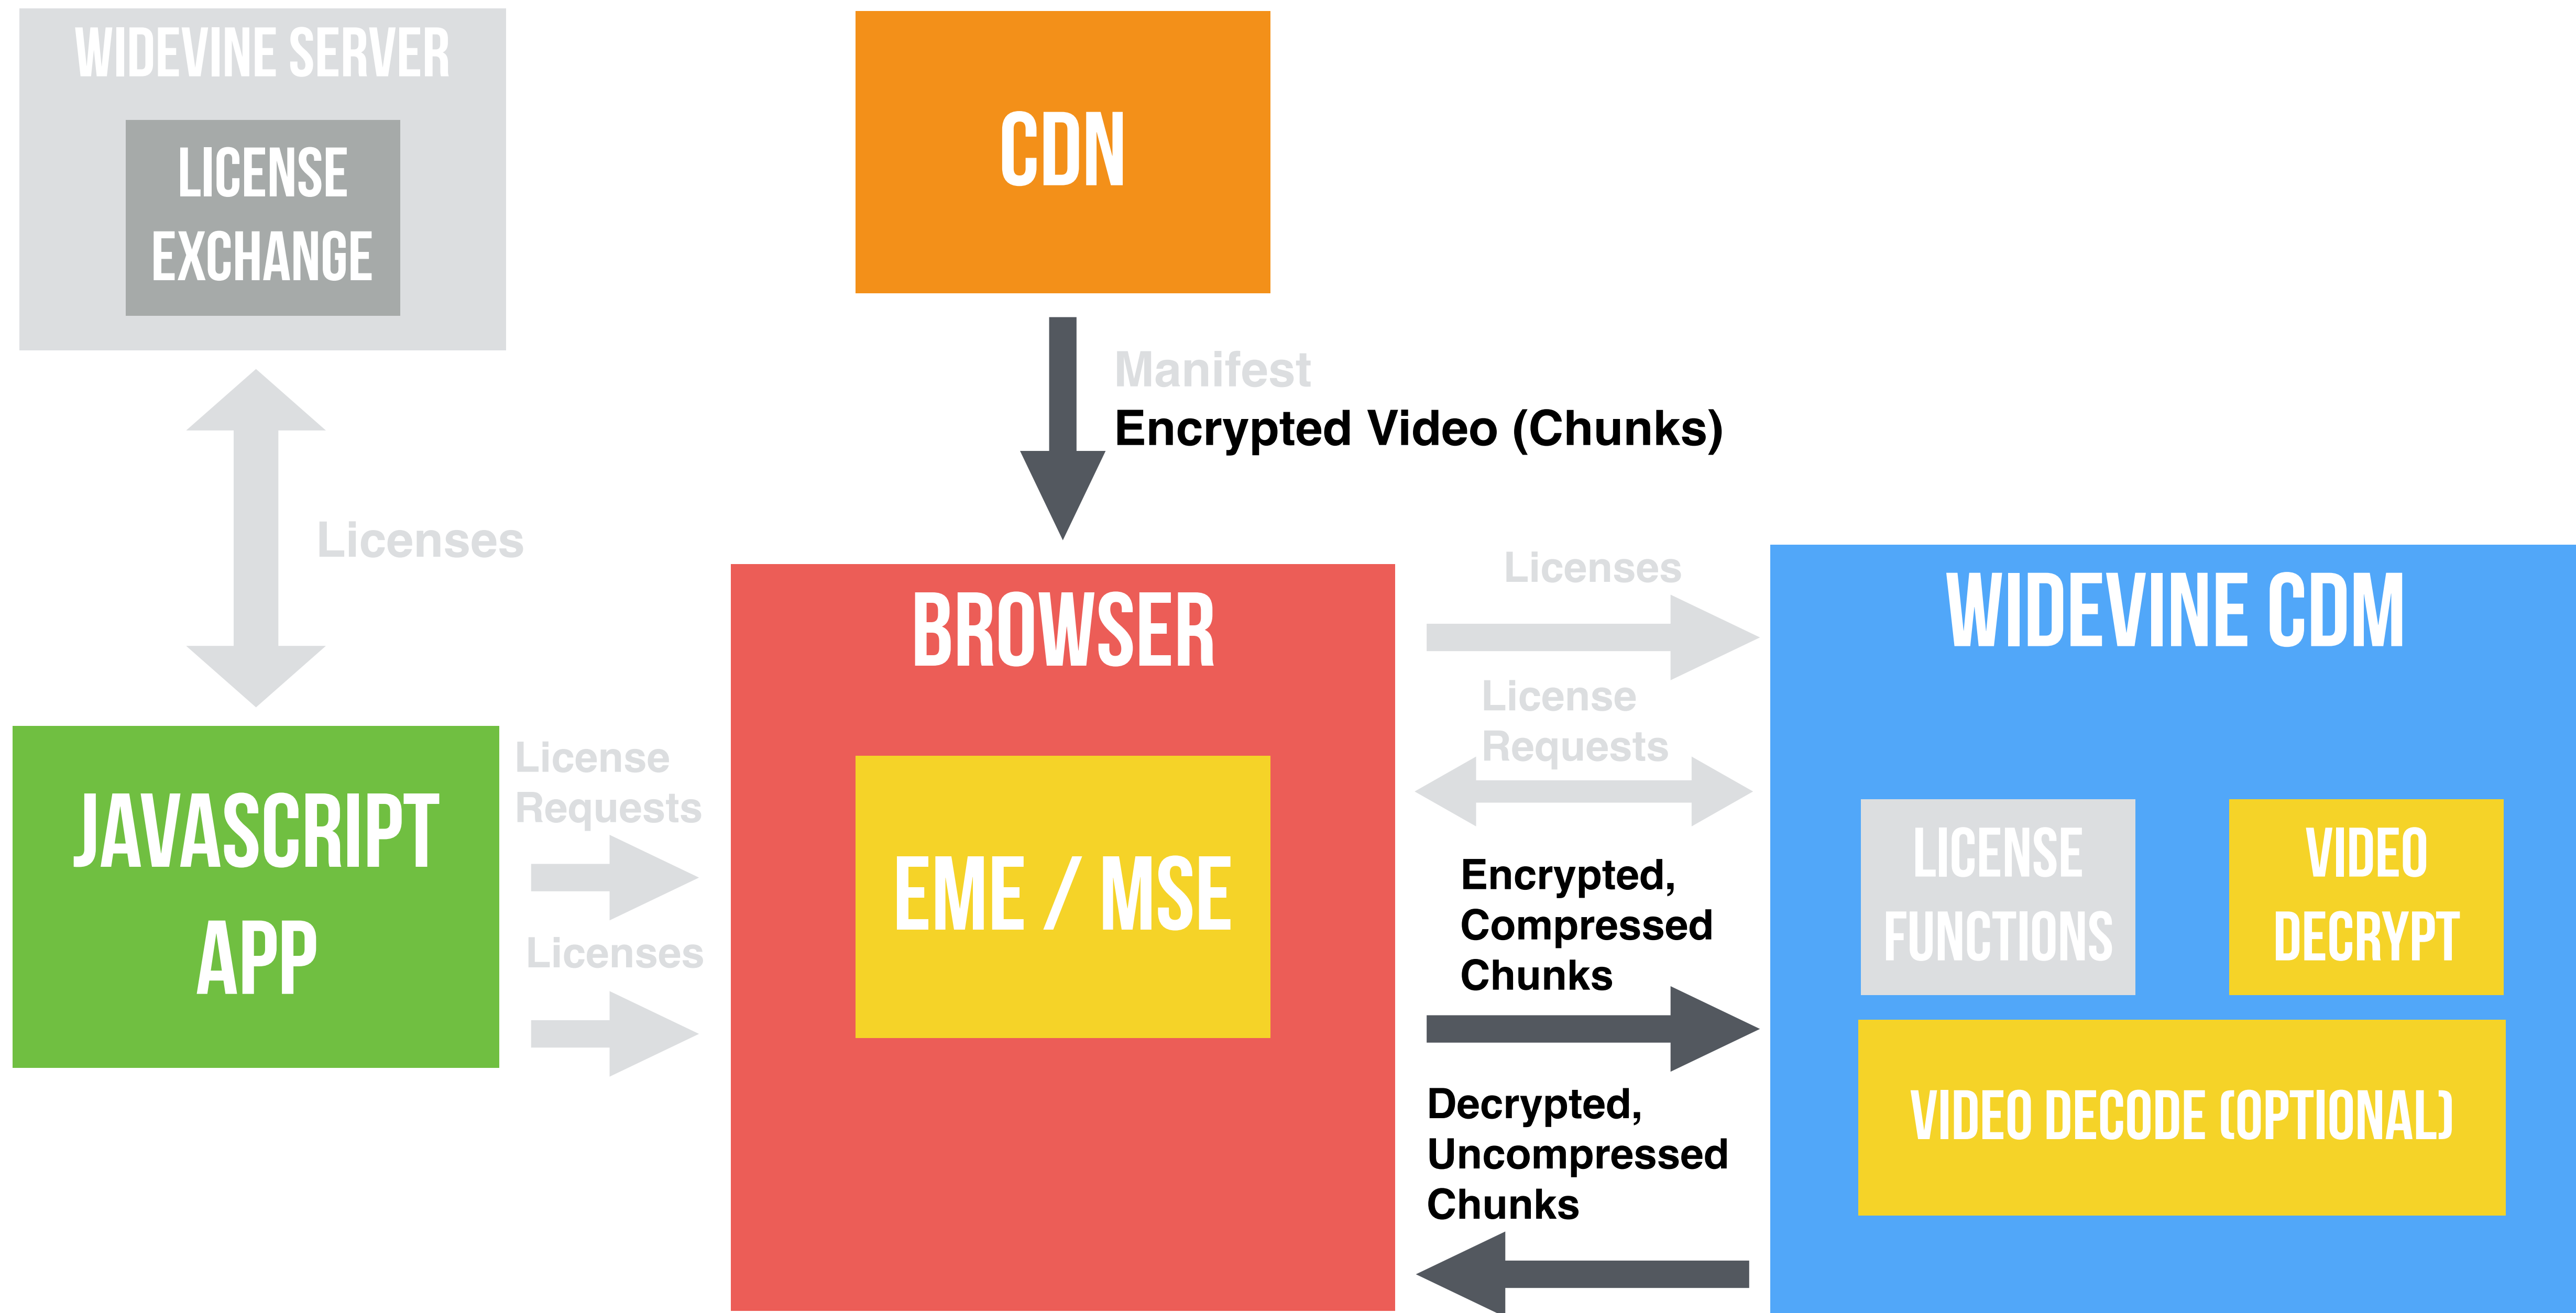 WIDEVINE SERVER
LICENSE
EXCHANGE
CDN
Manifest
Encrypted Video (Chunks)
Licenses
JAVASCRIPT
APP
License
Requests
Licenses
BROWSER
EME / MSE
Licenses
License
Requests
Encrypted,
Compressed
Chunks
Decrypted,
Uncompressed
Chunks
WIDEVINE CDM
LICENSE
FUNCTIONS
VIDEO
DECRYPT
VIDEO DECODE (OPTIONAL)